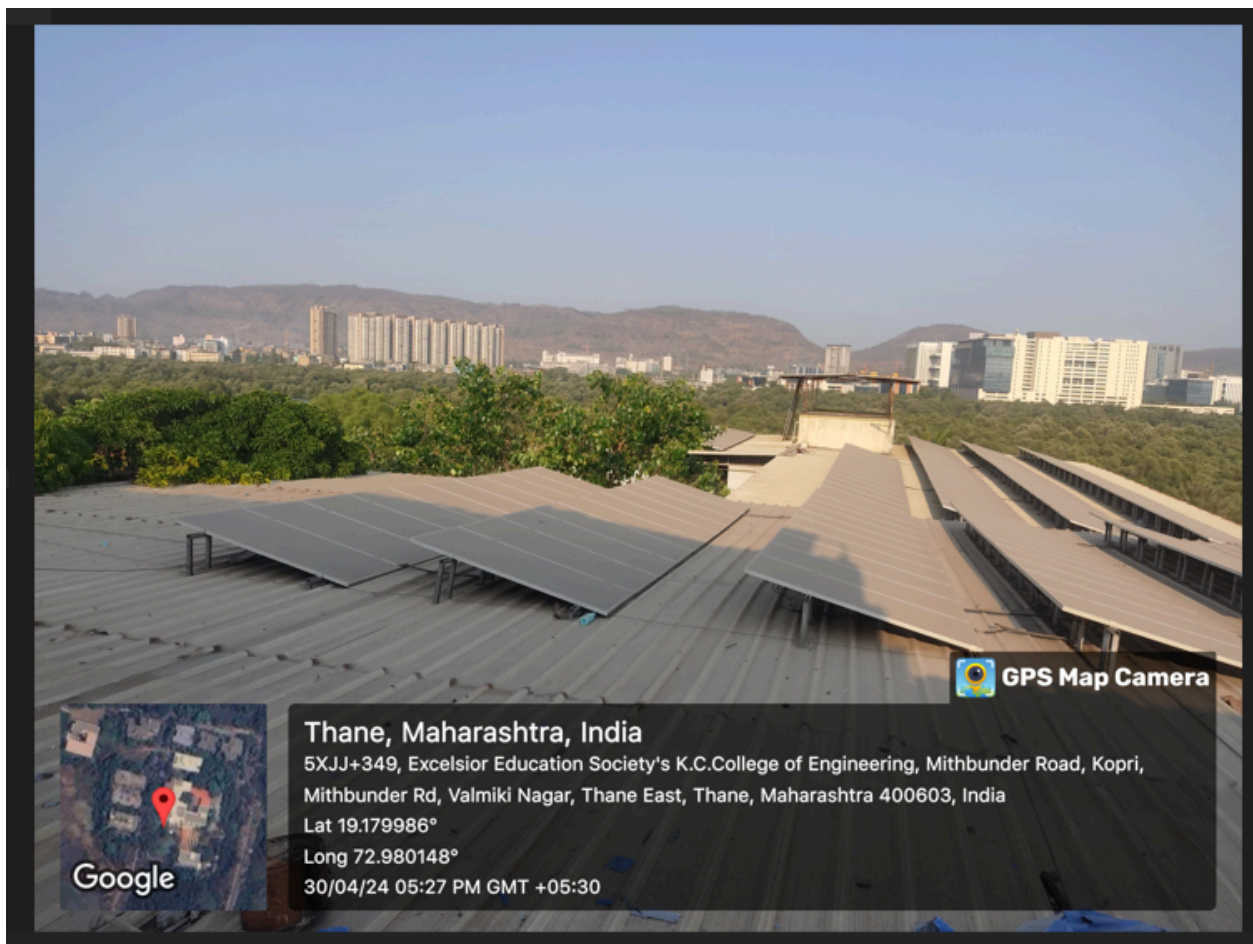 GPS Map Camera
Thane, Maharashtra, India
5XJJ+349, Excelsior Education Society's K.C.College of Engineering, Mithbunder Road, Kopri,
Mithbunder Rd, Valmiki Nagar, Thane East, Thane, Maharashtra 400603, India
Lat 19.179986°
Long 72.980148°
30/04/24 05:27 PM GMT +05:30
Google